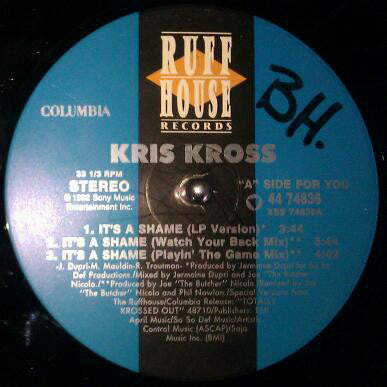 RUFF
HOUSE
RECORDS
BH.
COLUMBIA
KRIS KROSS
33 1/3 RPM
STEREO
℗ 1992 Sony Music
Entertainment Inc.
"A" SIDE FOR YOU
44 74836
XSS 74836A
1. IT'S A SHAME (LP Version)* 3:44
2. IT'S A SHAME (Watch Your Back Mix)** 3:44
3. IT'S A SHAME (Playin' The Game Mix)** 4:42
-J. Dupri-M. Mauldin-R. Troutman- *Produced by Jermaine Dupri for So So
Def Productions./Mixed by Jermaine Dupri and Joe "The Butcher"
Nicolo./**Produced by Joe "The Butcher" Nicolo/Remixed by Joe
"The Butcher" Nicolo and Phil Nowlan./Special Versions From
The Ruffhouse/Columbia Release: "TOTALLY
KROSSED OUT" 48710/Publishers: EMI
April Music/So So Def Music/Artist
Control Music (ASCAP)/Saja
Music Inc. (BMI)